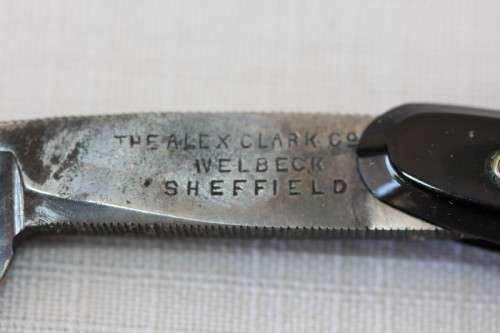 THE ALEX CLARK CO
WELBECK
SHEFFIELD